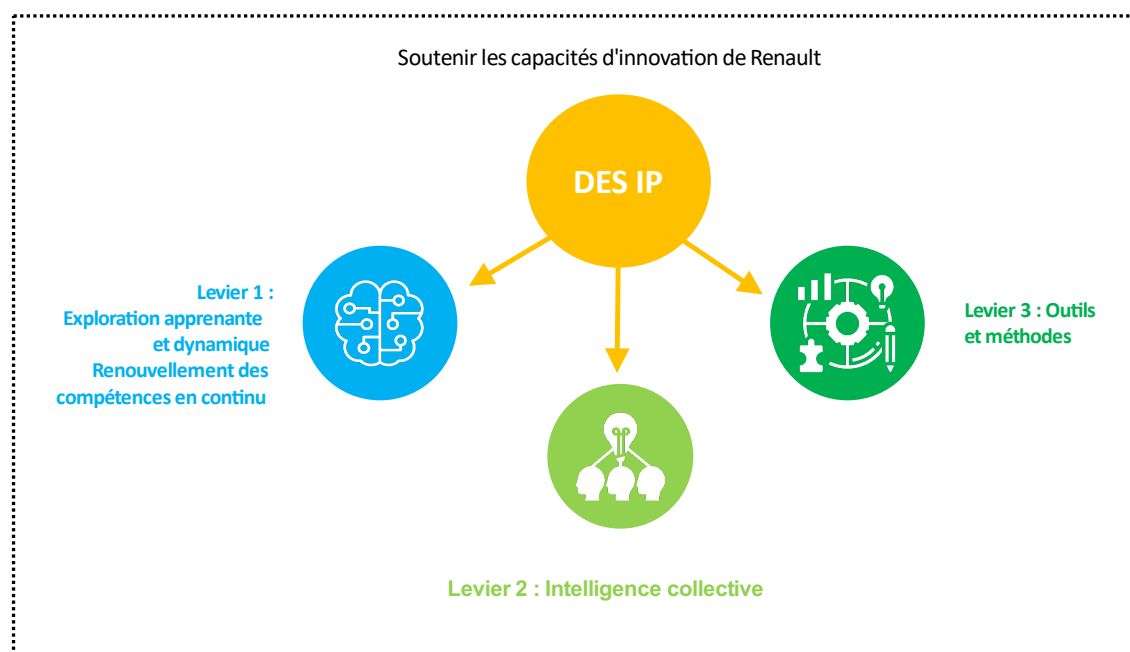 Soutenir les capacités d'innovation de Renault
DES IP
Levier 1 :
Exploration apprenante
et dynamique
Renouvellement des
compétences en continu
Levier 3 : Outils
et méthodes
Levier 2 : Intelligence collective